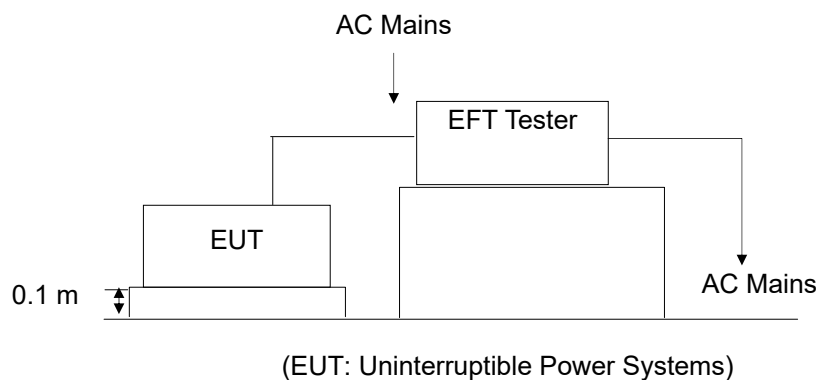 AC Mains
EFT Tester
EUT
0.1 m
AC Mains
(EUT: Uninterruptible Power Systems)